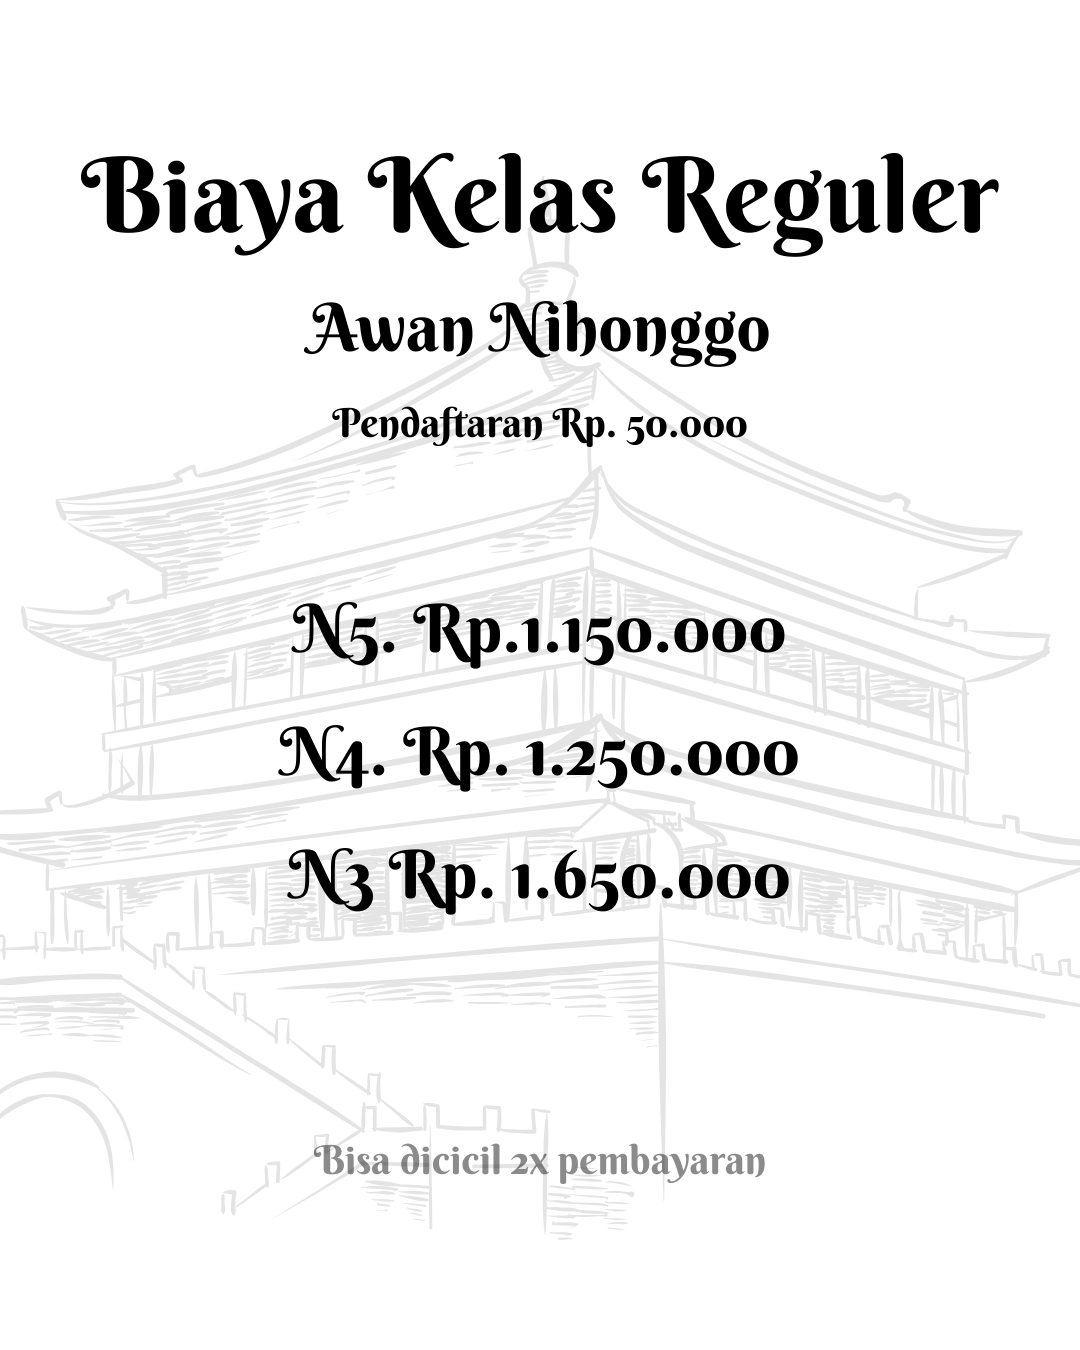 Biaya Kelas Reguler
Awan Nihonggo
Pendaftaran Rp. 50.000
N5. Rp.1.150.000
N4. Rp. 1.250.000
N3 Rp. 1.650.000
Bisa dicicil 2x pembayaran